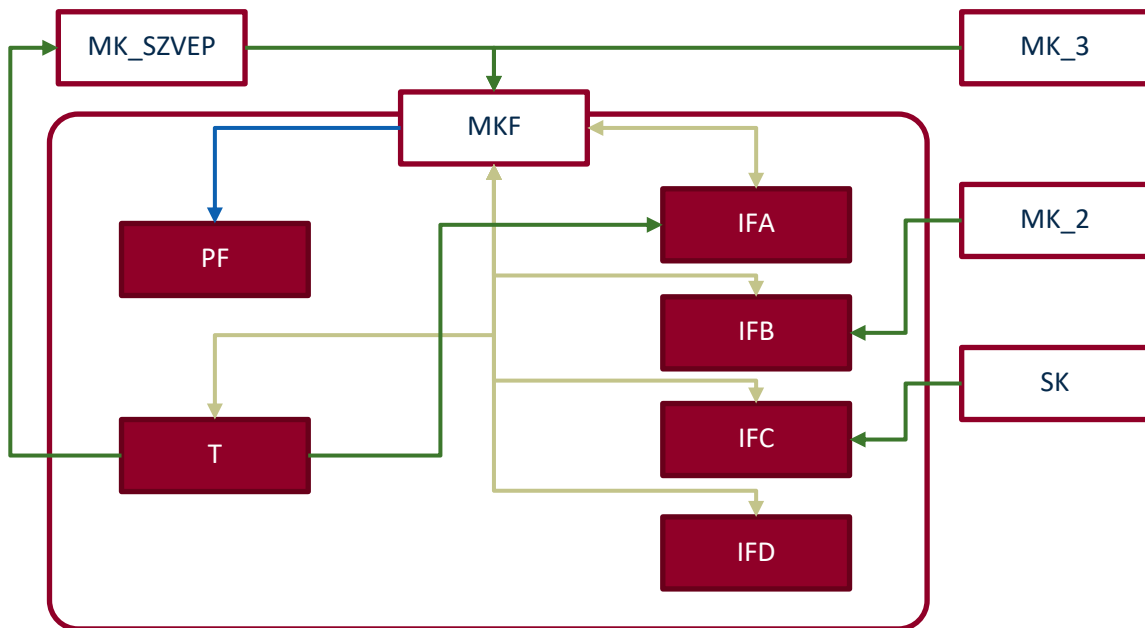 MK_SZVEP
MK_3
MKF
IFA
MK_2
PF
IFB
SK
IFC
T
IFD